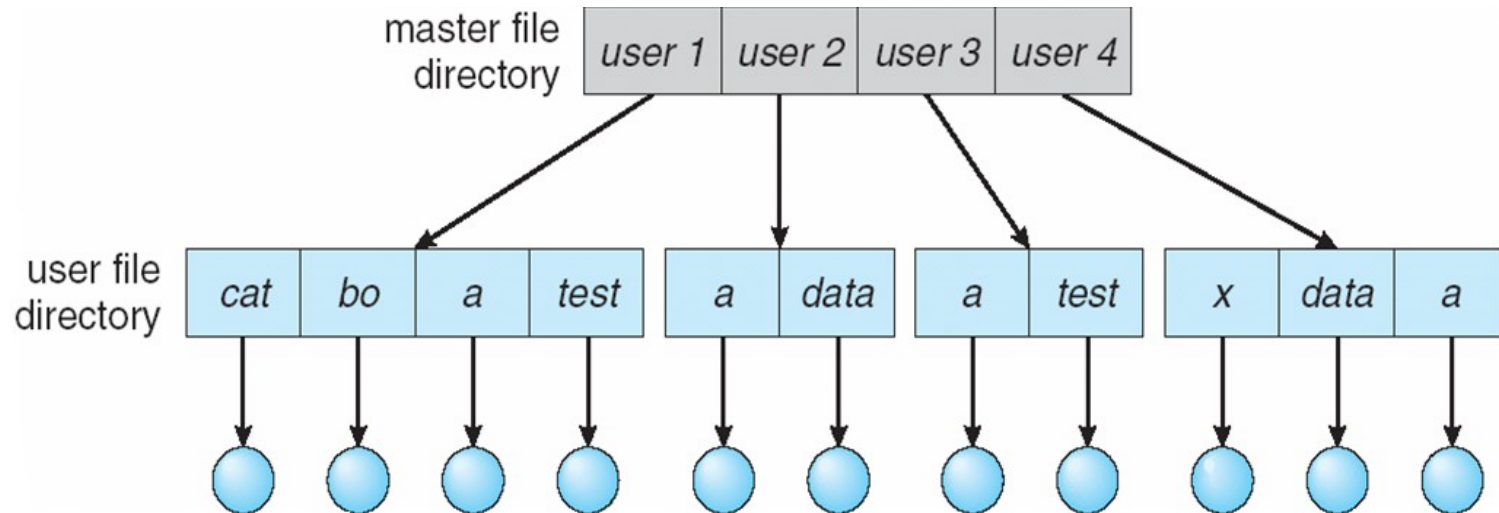 master file
directory
user 1 user 2 user 3 user 4
user file
directory
cat bo a test a data a test x data a